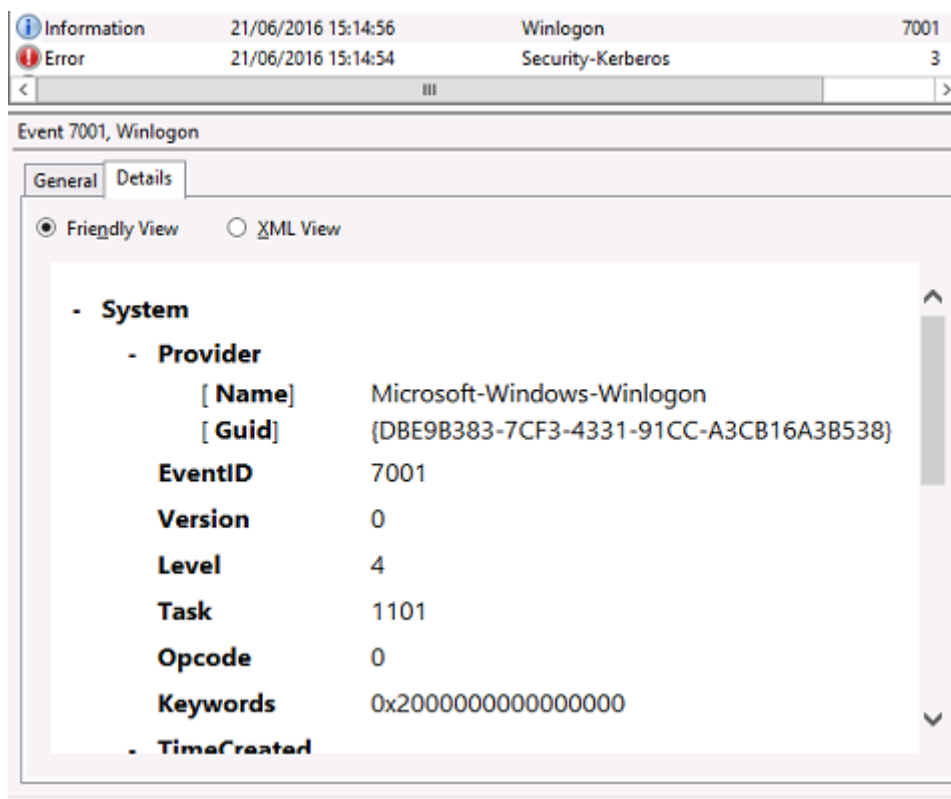 Information 21/06/2016 15:14:56 Winlogon 7001
Error 21/06/2016 15:14:54 Security-Kerberos 3
Event 7001, Winlogon
General Details
Friendly View XML View
- System
- Provider
[ Name] Microsoft-Windows-Winlogon
[ Guid] {DBE9B383-7CF3-4331-91CC-A3CB16A3B538}
EventID 7001
Version 0
Level 4
Task 1101
Opcode 0
Keywords 0x2000000000000000
- TimeCreated